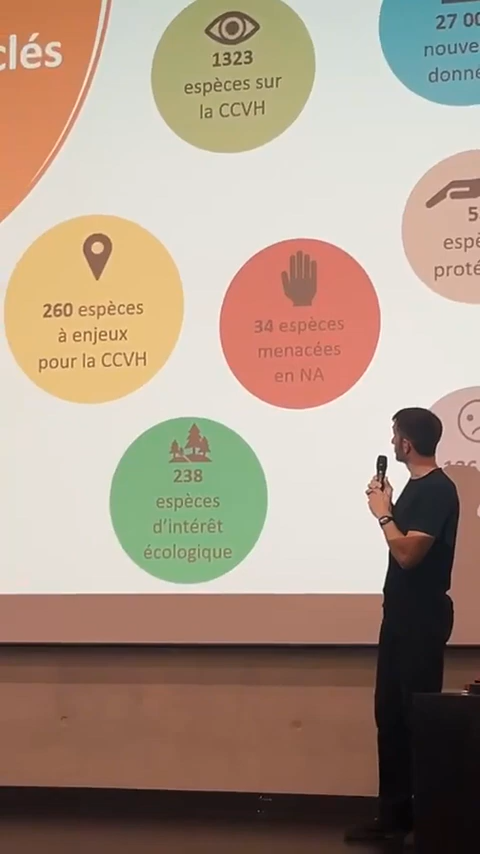 clés
1323
espèces sur
la CCVH
27 00
nouve
donné
5
espè
proté
260 espèces
à enjeux
pour la CCVH
34 espèces
menacées
en NA
238
espèces
d'intérêt
écologique